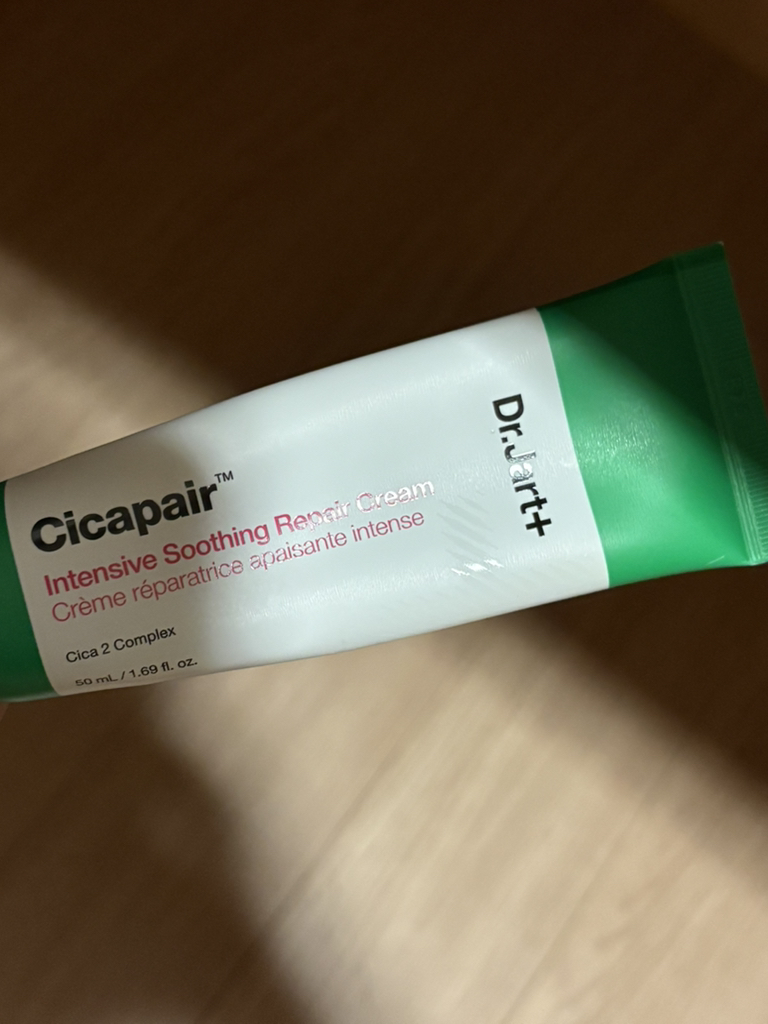 Cicapair™
Intensive Soothing Repair Cream
Crème réparatrice apaisante intense
Cica 2 Complex
50 mL / 1.69 fl. oz.
Dr.Jart+